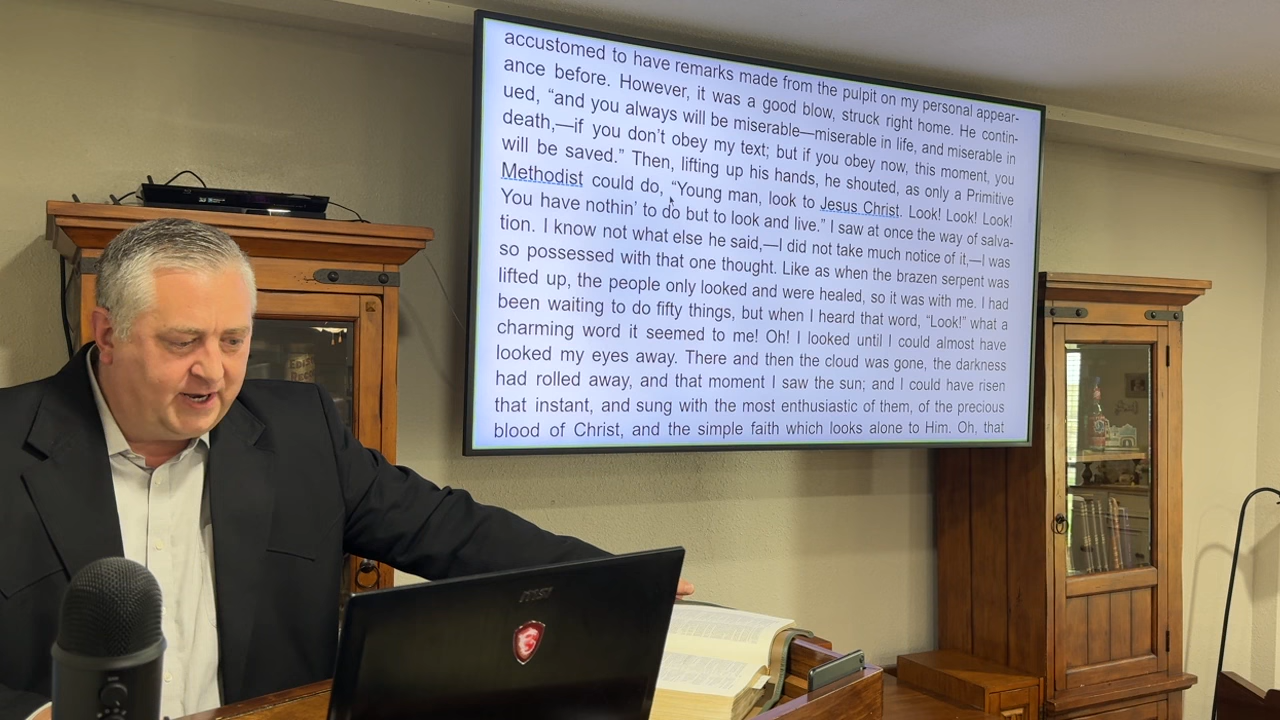 accustomed to have remarks made from the pulpit on my personal appear-
ance before. However, it was a good blow, struck right home. He contin-
ued, “and you always will be miserable—miserable in life, and miserable in
death,—if you don’t obey my text; but if you obey now, this moment, you
will be saved.” Then, lifting up his hands, he shouted, as only a Primitive
Methodist could do, “Young man, look to Jesus Christ. Look! Look! Look!
You have nothin’ to do but to look and live.” I saw at once the way of salva-
tion. I know not what else he said,—I did not take much notice of it,—I was
so possessed with that one thought. Like as when the brazen serpent was
lifted up, the people only looked and were healed, so it was with me. I had
been waiting to do fifty things, but when I heard that word, “Look!” what a
charming word it seemed to me! Oh! I looked until I could almost have
looked my eyes away. There and then the cloud was gone, the darkness
had rolled away, and that moment I saw the sun; and I could have risen
that instant, and sung with the most enthusiastic of them, of the precious
blood of Christ, and the simple faith which looks alone to Him. Oh, that
msi